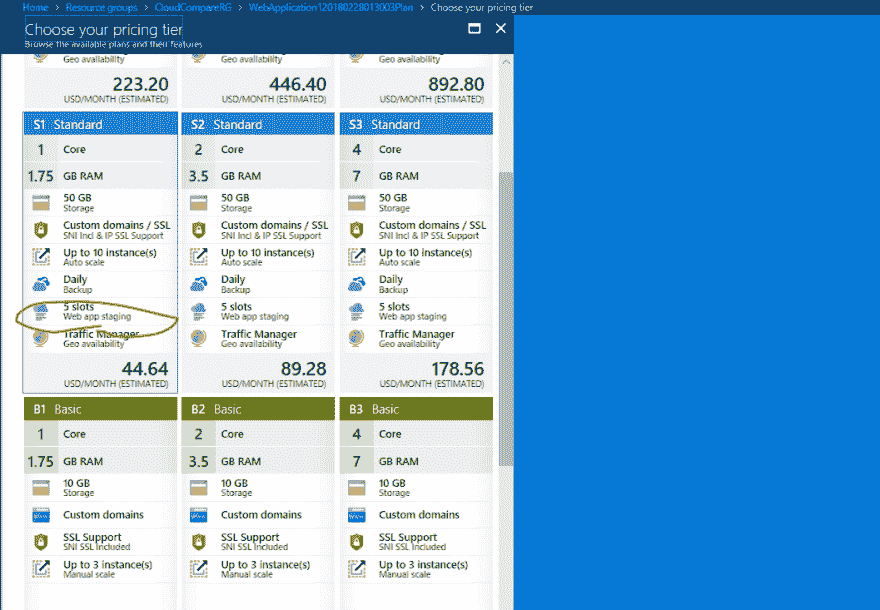 Home > Resource groups > CloudCompareRG > WebApplication120160228013003Plan > Choose your pricing tier
Choose your pricing tier
Browse the available plans and their features
Geo availability Geo availability Geo availability
223.20 446.40 892.80
USD/MONTH (ESTIMATED) USD/MONTH (ESTIMATED) USD/MONTH (ESTIMATED)
S1 Standard S2 Standard S3 Standard
1 Core 2 Core 4 Core
1.75 GB RAM 3.5 GB RAM 7 GB RAM
50 GB 50 GB 50 GB
Storage Storage Storage
Custom domains / SSL Custom domains / SSL Custom domains / SSL
SNI Incl & IP SSL Support SNI Incl & IP SSL Support SNI Incl & IP SSL Support
Up to 10 instance(s) Up to 10 instance(s) Up to 10 instance(s)
Auto scale Auto scale Auto scale
Daily Daily Daily
Backup Backup Backup
5 slots 5 slots 5 slots
Web app staging Web app staging Web app staging
Traffic Manager Traffic Manager Traffic Manager
Geo availability Geo availability Geo availability
44.64 89.28 178.56
USD/MONTH (ESTIMATED) USD/MONTH (ESTIMATED) USD/MONTH (ESTIMATED)
B1 Basic B2 Basic B3 Basic
1 Core 2 Core 4 Core
1.75 GB RAM 3.5 GB RAM 7 GB RAM
10 GB 10 GB 10 GB
Storage Storage Storage
Custom domains Custom domains Custom domains
SSL Support SSL Support SSL Support
SNI SSL Included SNI SSL Included SNI SSL Included
Up to 3 instance(s) Up to 3 instance(s) Up to 3 instance(s)
Manual scale Manual scale Manual scale